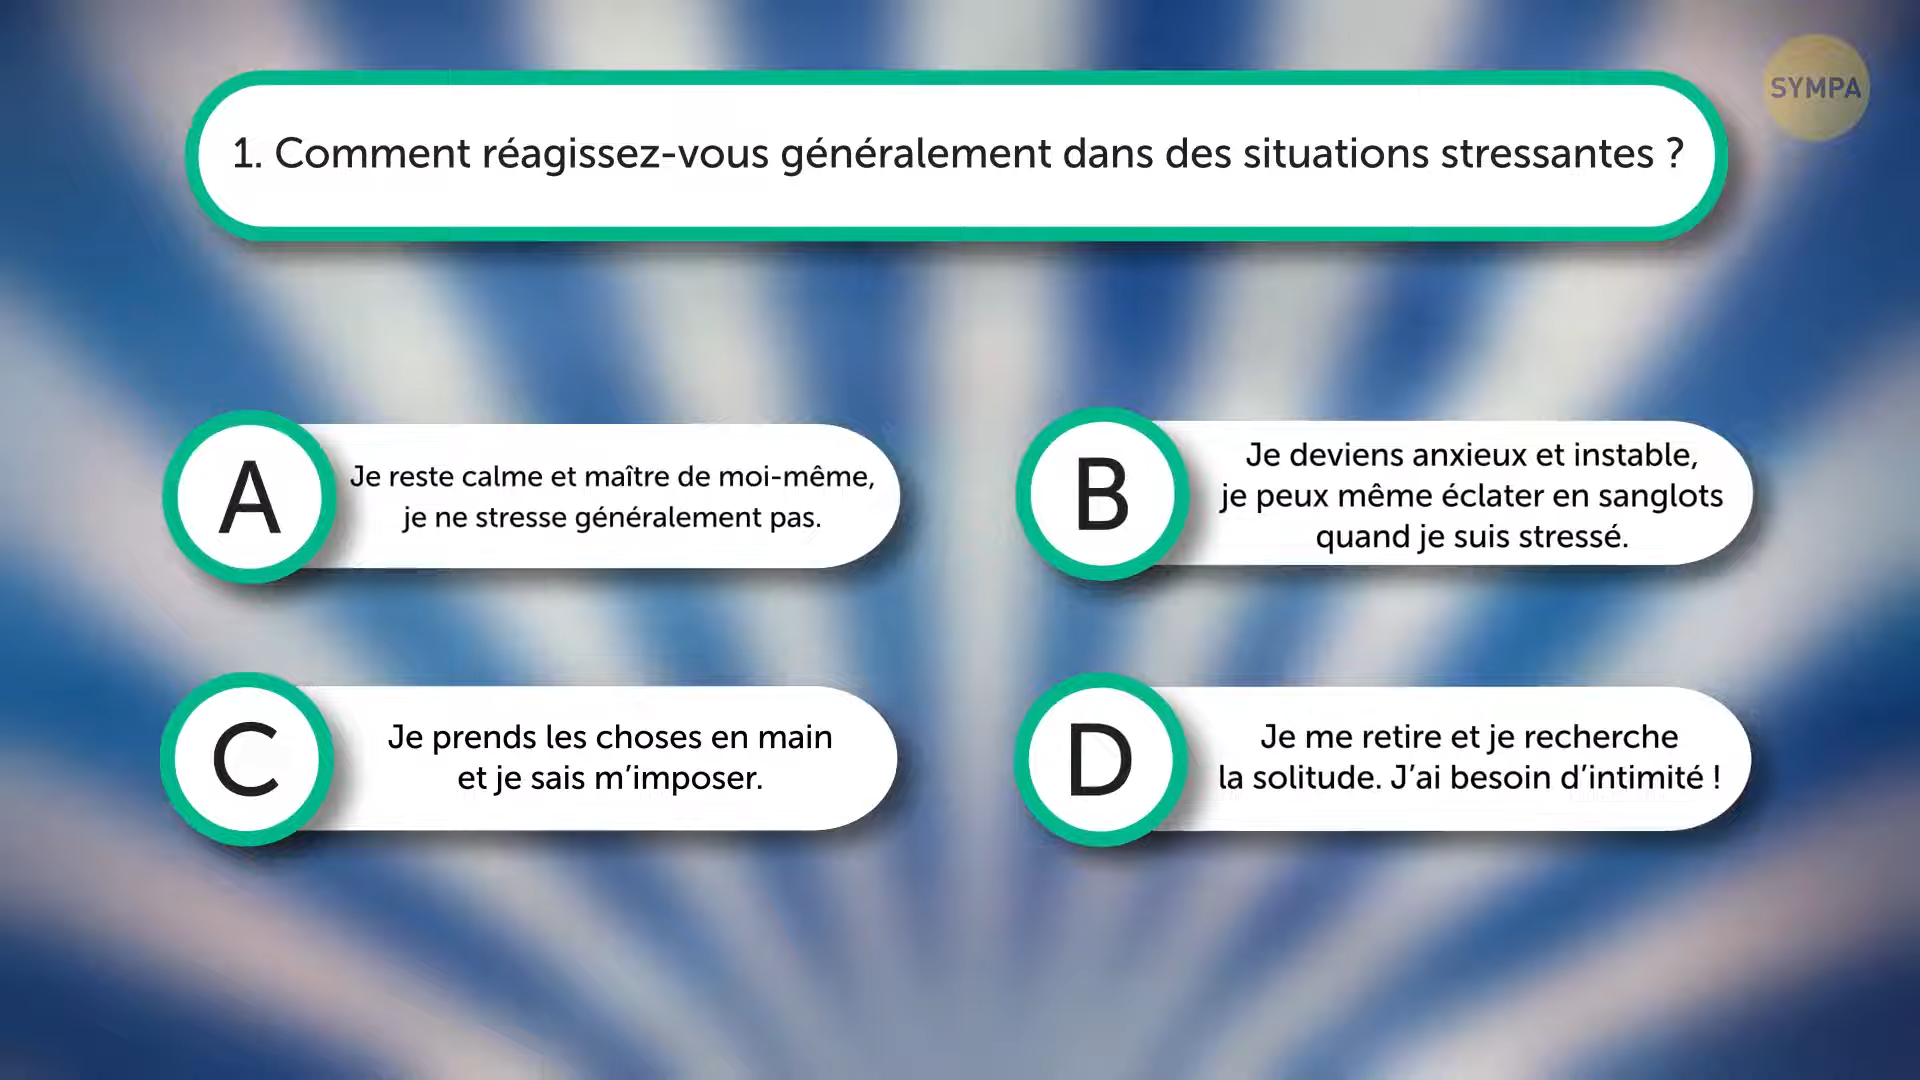 SYMPA
1. Comment réagissez-vous généralement dans des situations stressantes ?
A
Je reste calme et maître de moi-même,
je ne stresse généralement pas.
B
Je deviens anxieux et instable,
je peux même éclater en sanglots
quand je suis stressé.
C
Je prends les choses en main
et je sais m’imposer.
D
Je me retire et je recherche
la solitude. J’ai besoin d’intimité !